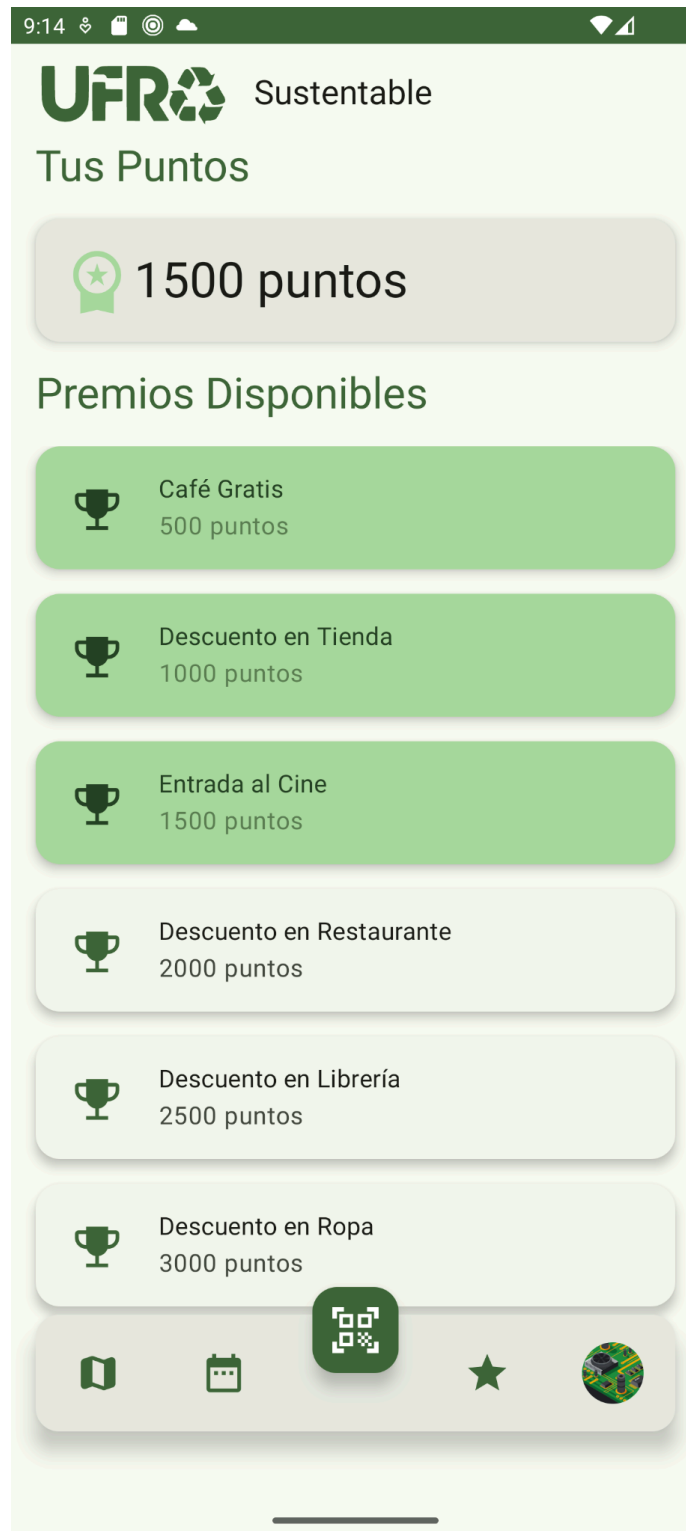 9:14
UFRO Sustentable
Tus Puntos
1500 puntos
Premios Disponibles
Café Gratis
500 puntos
Descuento en Tienda
1000 puntos
Entrada al Cine
1500 puntos
Descuento en Restaurante
2000 puntos
Descuento en Librería
2500 puntos
Descuento en Ropa
3000 puntos